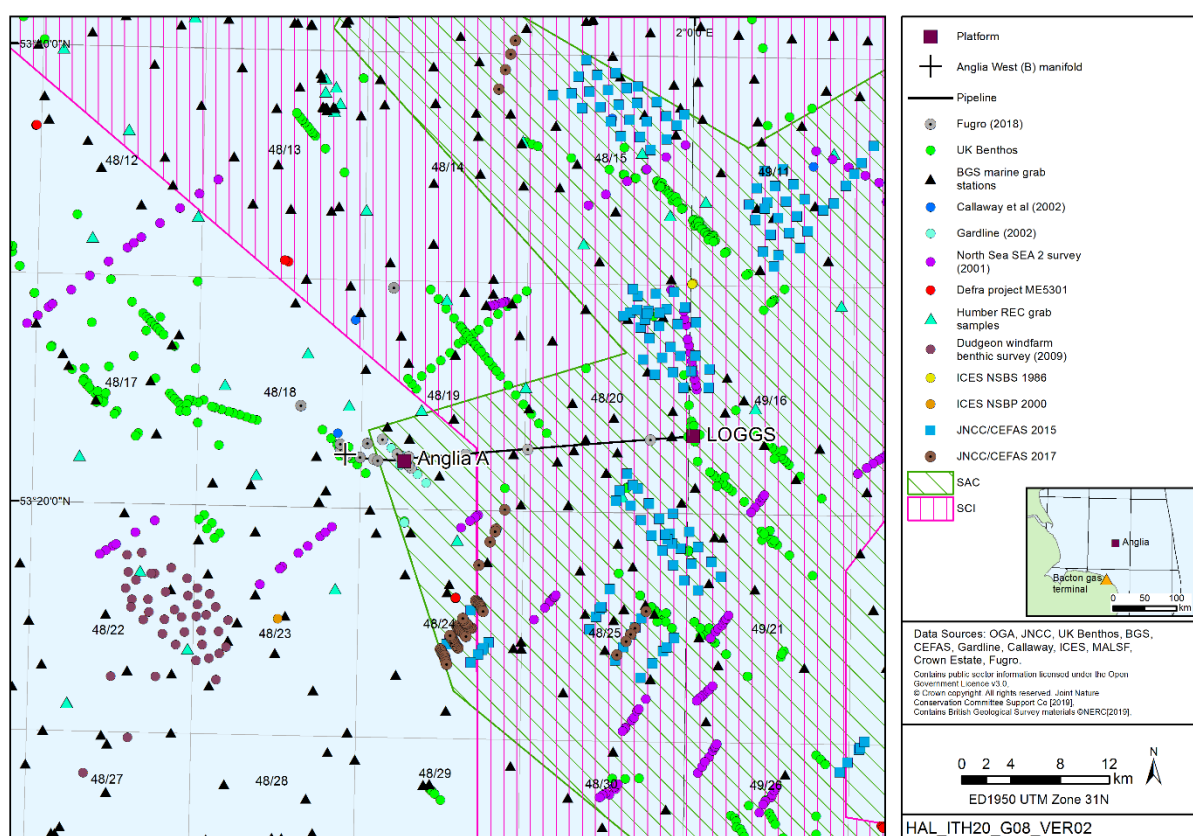 53°40'0"N
2°0'0"E
48/12
48/13
48/14
48/15
49/11
48/17
48/18
48/19
48/20
49/16
LOGGS
Anglia A
53°20'0"N
48/22
48/23
48/24
48/25
49/21
48/27
48/28
48/29
48/30
49/26
Platform
Anglia West (B) manifold
Pipeline
Fugro (2018)
UK Benthos
BGS marine grab
stations
Callaway et al (2002)
Gardline (2002)
North Sea SEA 2 survey
(2001)
Defra project ME5301
Humber REC grab
samples
Dudgeon windfarm
benthic survey (2009)
ICES NSBS 1986
ICES NSBP 2000
JNCC/CEFAS 2015
JNCC/CEFAS 2017
SAC
SCI
Anglia
Bacton gas
terminal
0 50 100
km
Data Sources: OGA, JNCC, UK Benthos, BGS,
CEFAS, Gardline, Callaway, ICES, MALSF,
Crown Estate, Fugro.
Contains public sector information licensed under the Open
Government Licence v3.0.
© Crown copyright. All rights reserved. Joint Nature
Conservation Committee Support Co [2019].
Contains British Geological Survey materials ©NERC[2019].
0 2 4 8 12
km
N
ED1950 UTM Zone 31N
HAL_ITH20_G08_VER02